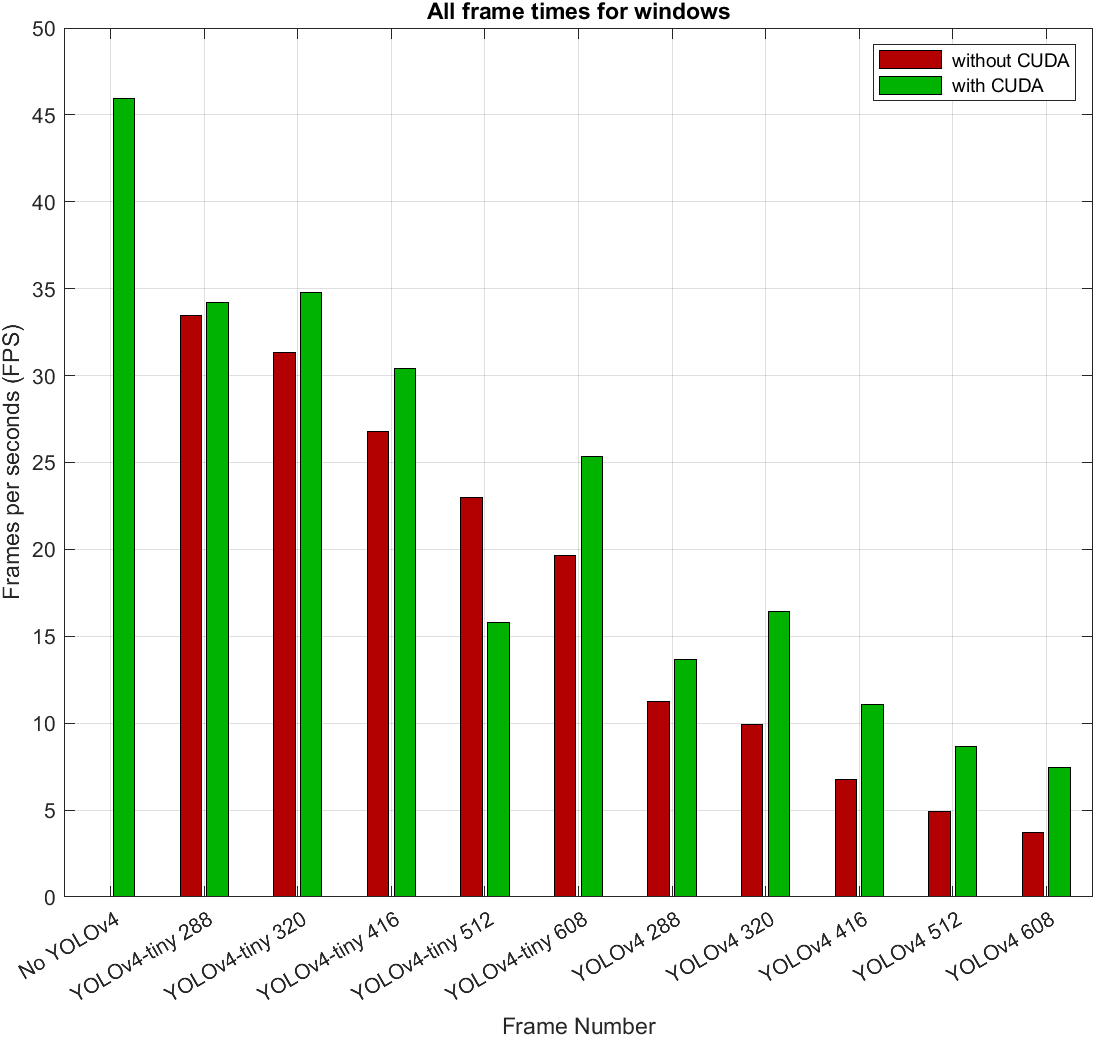 All frame times for windows
without CUDA
with CUDA
Frames per seconds (FPS)
50
45
40
35
30
25
20
15
10
5
0
No YOLOv4
YOLOv4-tiny 288
YOLOv4-tiny 320
YOLOv4-tiny 416
YOLOv4-tiny 512
YOLOv4-tiny 608
YOLOv4 288
YOLOv4 320
YOLOv4 416
YOLOv4 512
YOLOv4 608
Frame Number